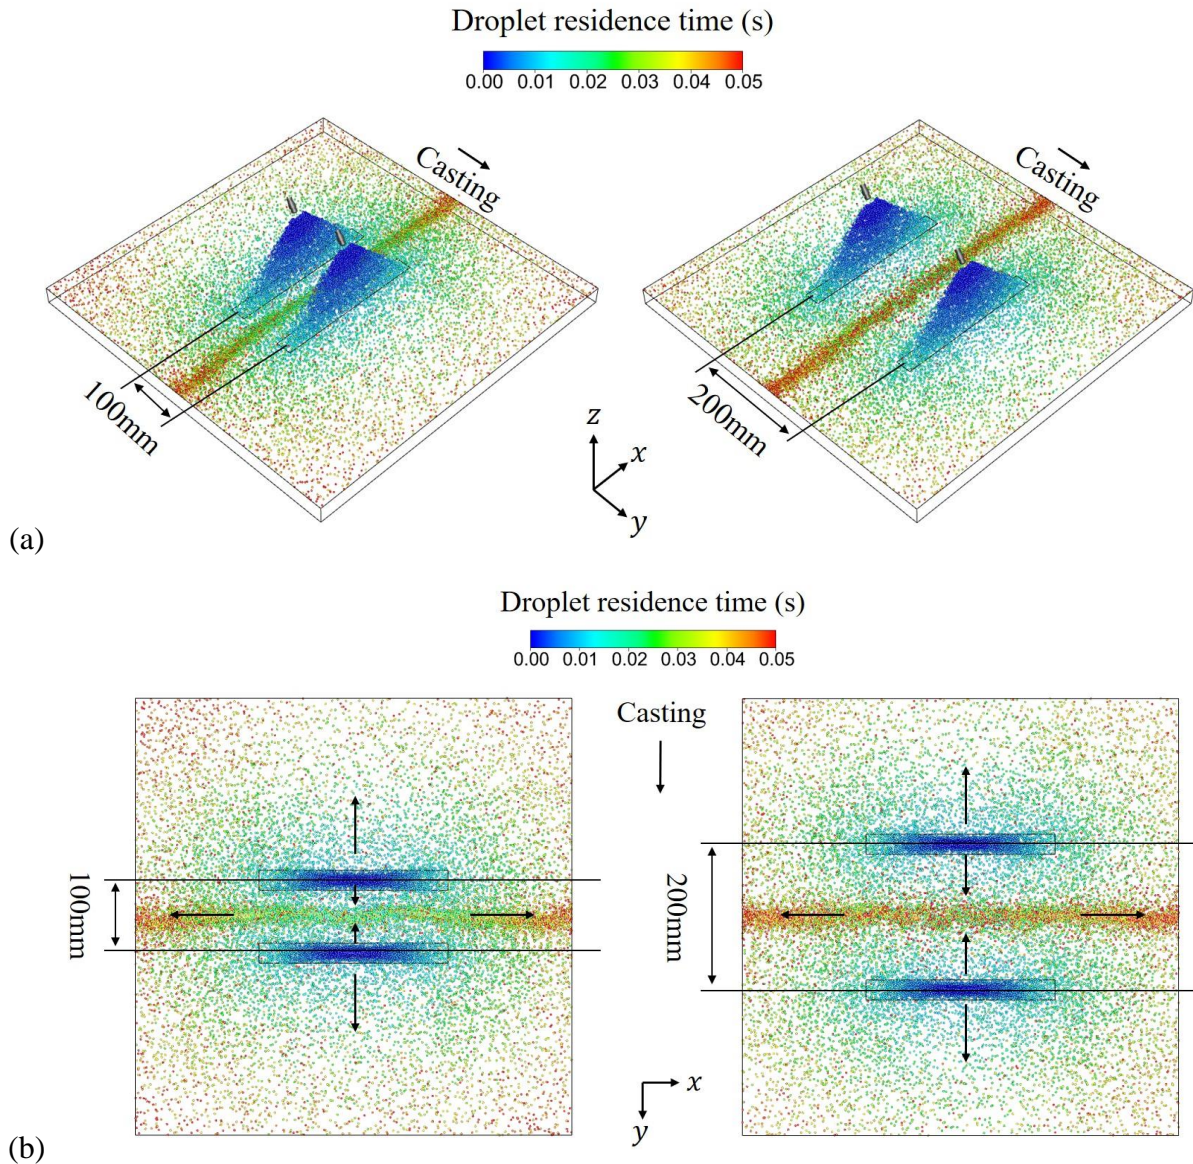 Droplet residence time (s)
0.00 0.01 0.02 0.03 0.04 0.05
Casting
Casting
100mm
200mm
z
x
y
(a)
Droplet residence time (s)
0.00 0.01 0.02 0.03 0.04 0.05
Casting
100mm
200mm
x
y
(b)